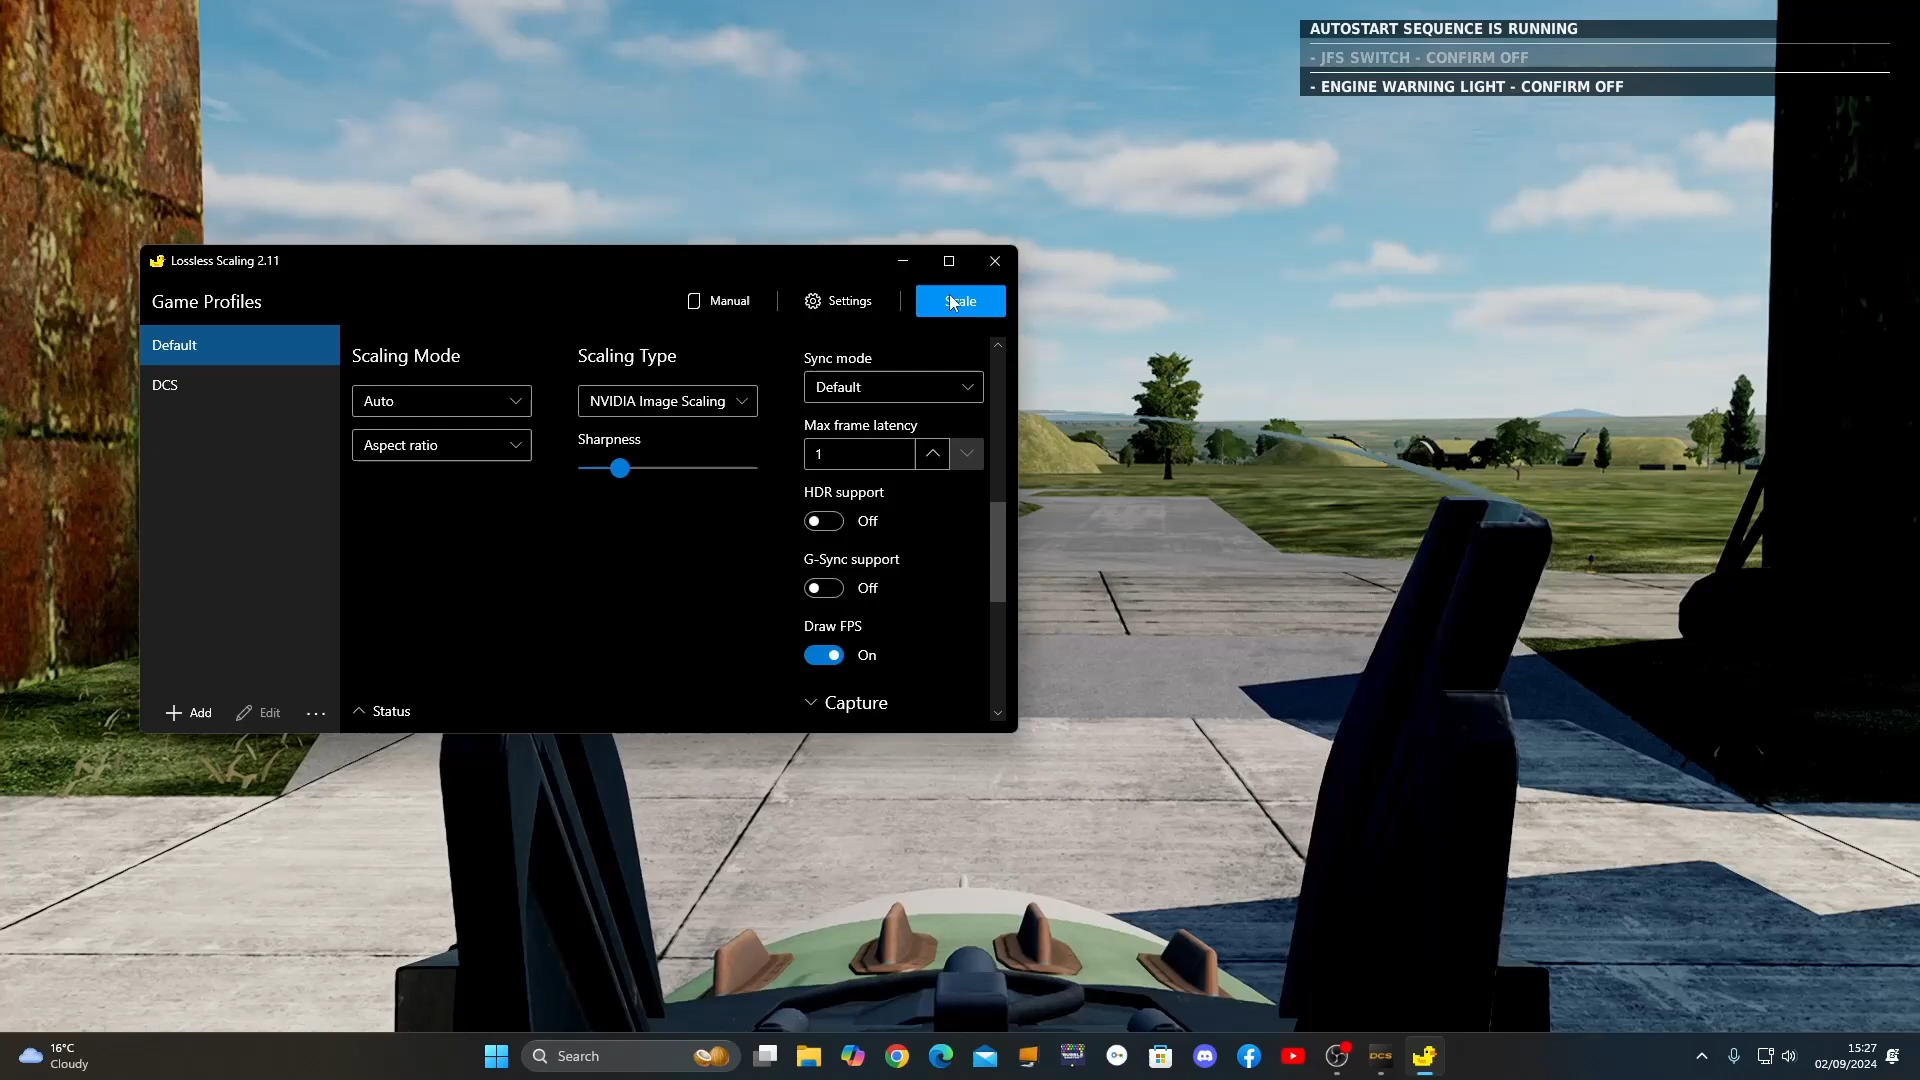 AUTOSTART SEQUENCE IS RUNNING
- JFS SWITCH - CONFIRM OFF
- ENGINE WARNING LIGHT - CONFIRM OFF
Lossless Scaling 2.11
Game Profiles
Manual
Settings
Scale
Default
DCS
Scaling Mode
Auto
Aspect ratio
Scaling Type
NVIDIA Image Scaling
Sharpness
Sync mode
Default
Max frame latency
1
HDR support
Off
G-Sync support
Off
Draw FPS
On
Capture
Add
Edit
Status
16°C
Cloudy
Search
DCS
15:27
02/09/2024